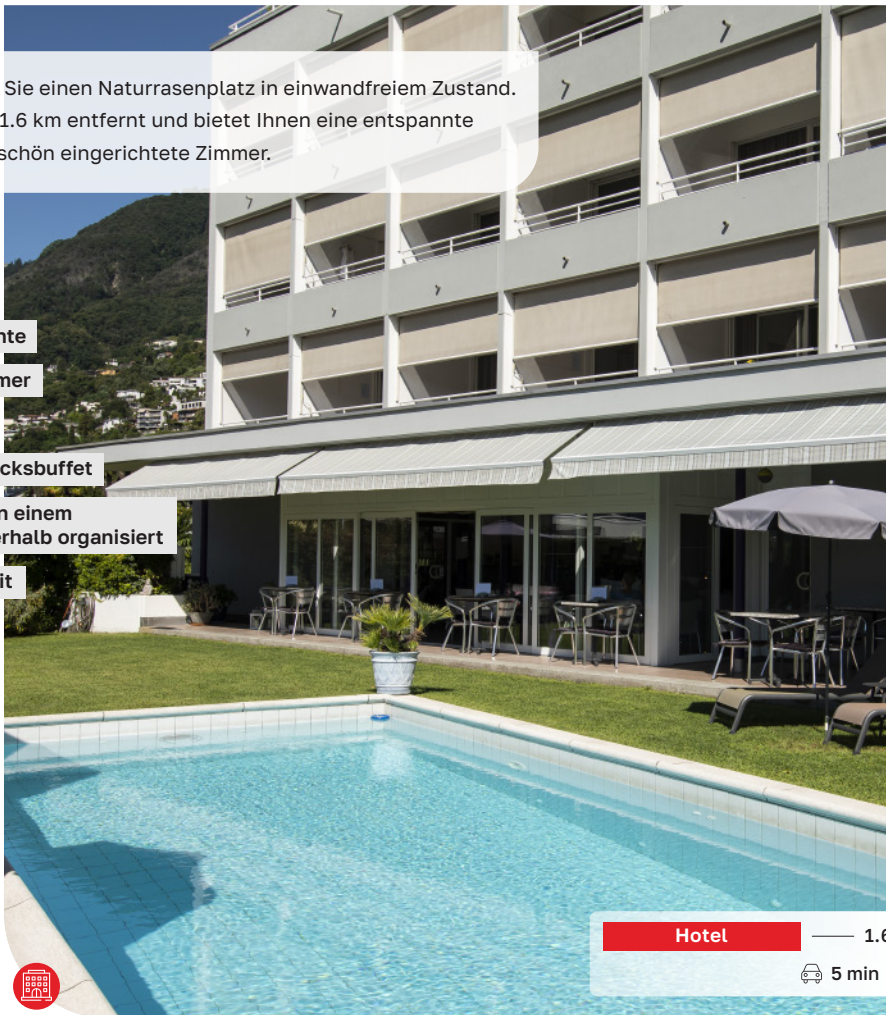 Sie einen Naturrasenplatz in einwandfreiem Zustand.
1.6 km entfernt und bietet Ihnen eine entspannte
schön eingerichtete Zimmer.
nte
mer
cksbuffet
n einem
erhalb organisiert
it
Hotel 1.6
5 min